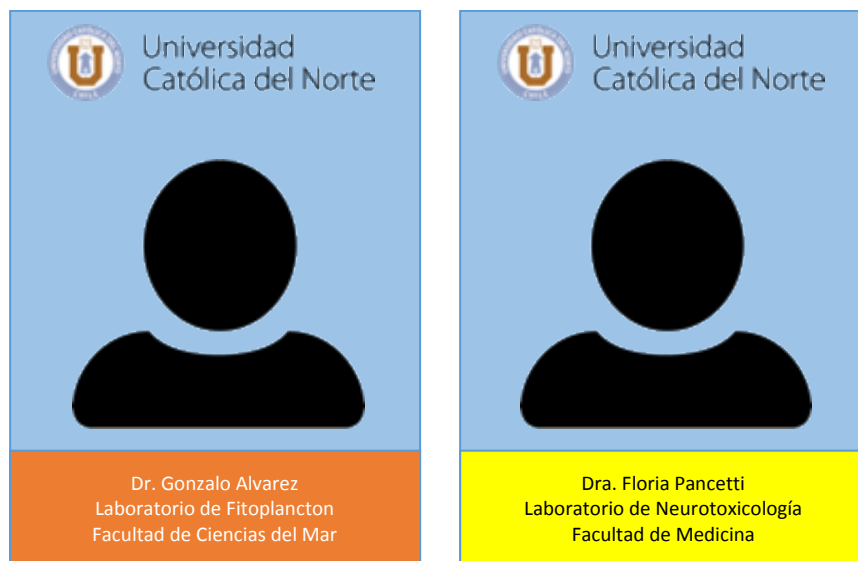 Universidad
Católica del Norte
Dr. Gonzalo Alvarez
Laboratorio de Fitoplancton
Facultad de Ciencias del Mar
Universidad
Católica del Norte
Dra. Floria Pancetti
Laboratorio de Neurotoxicología
Facultad de Medicina